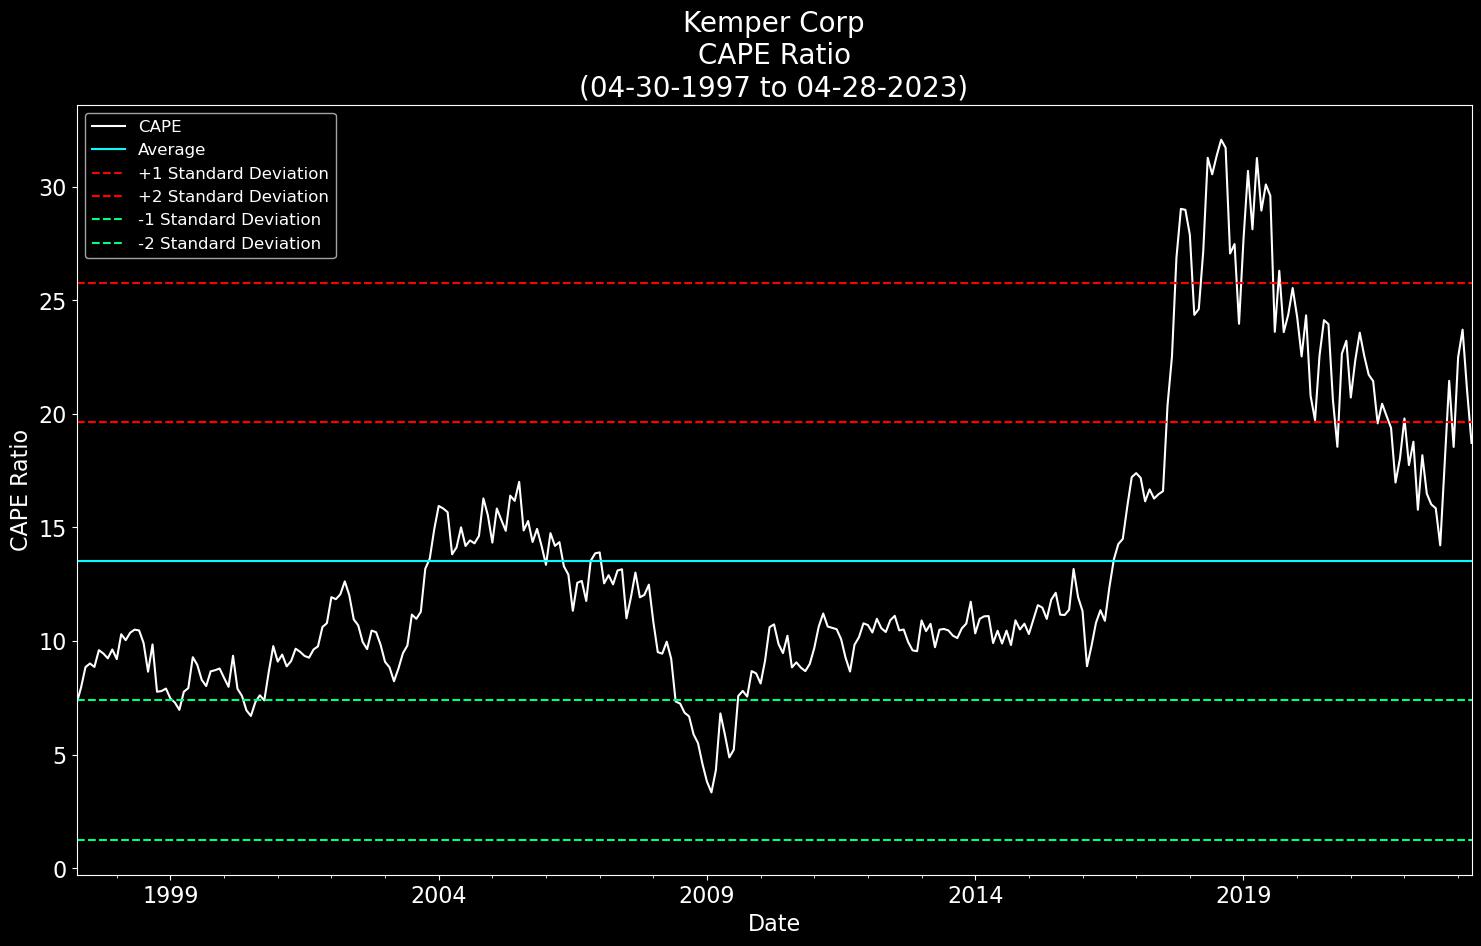 Kemper Corp
CAPE Ratio
(04-30-1997 to 04-28-2023)
CAPE
Average
+1 Standard Deviation
+2 Standard Deviation
-1 Standard Deviation
-2 Standard Deviation
CAPE Ratio
30
25
20
15
10
5
0
1999
2004
2009
2014
2019
Date